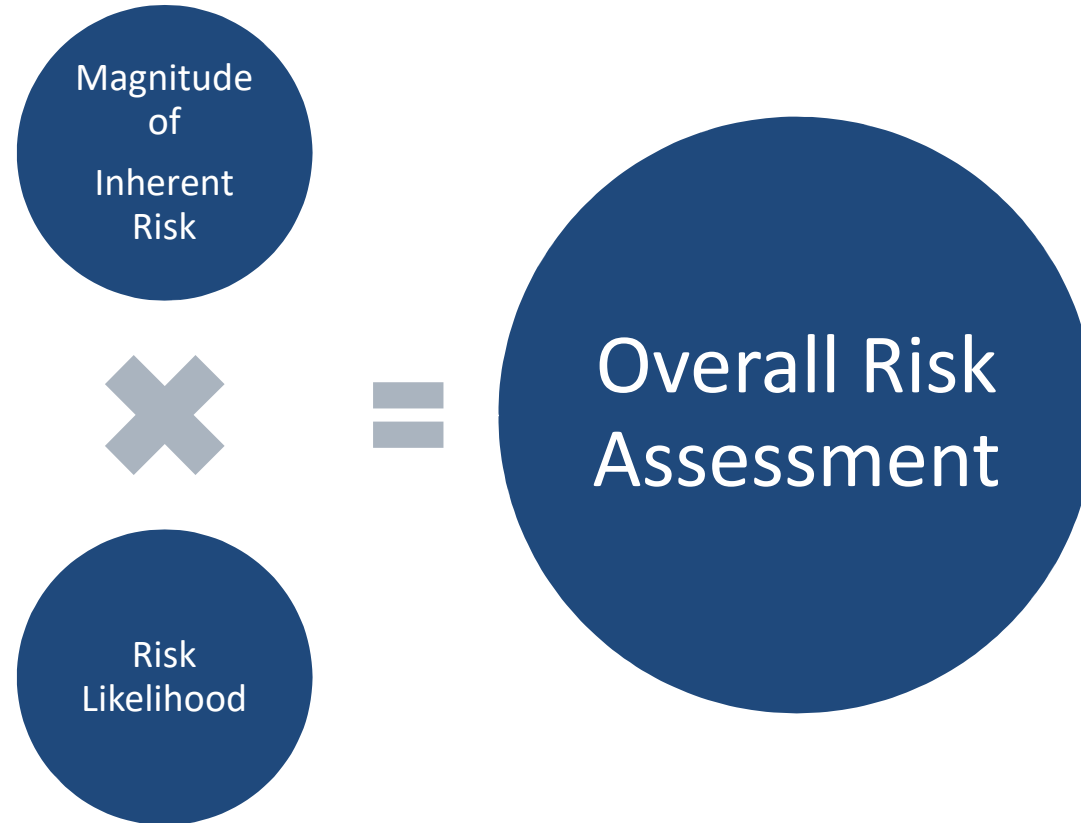 Magnitude
of
Inherent
Risk
Risk
Likelihood
Overall Risk
Assessment